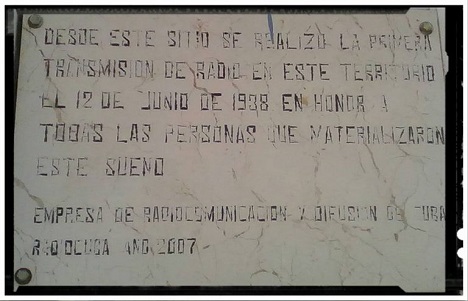 DESDE ESTE SITIO SE REALIZO LA PRIMERA
TRANSMISION DE RADIO EN ESTE TERRITORIO
EL 12 DE JUNIO DE 1938 EN HONOR A
TODAS LAS PERSONAS QUE MATERIALIZARON
ESTE SUENO
EMPRESA DE RADIOCOMUNICACION Y DIFUSION DE CUBA
AÑO 2007